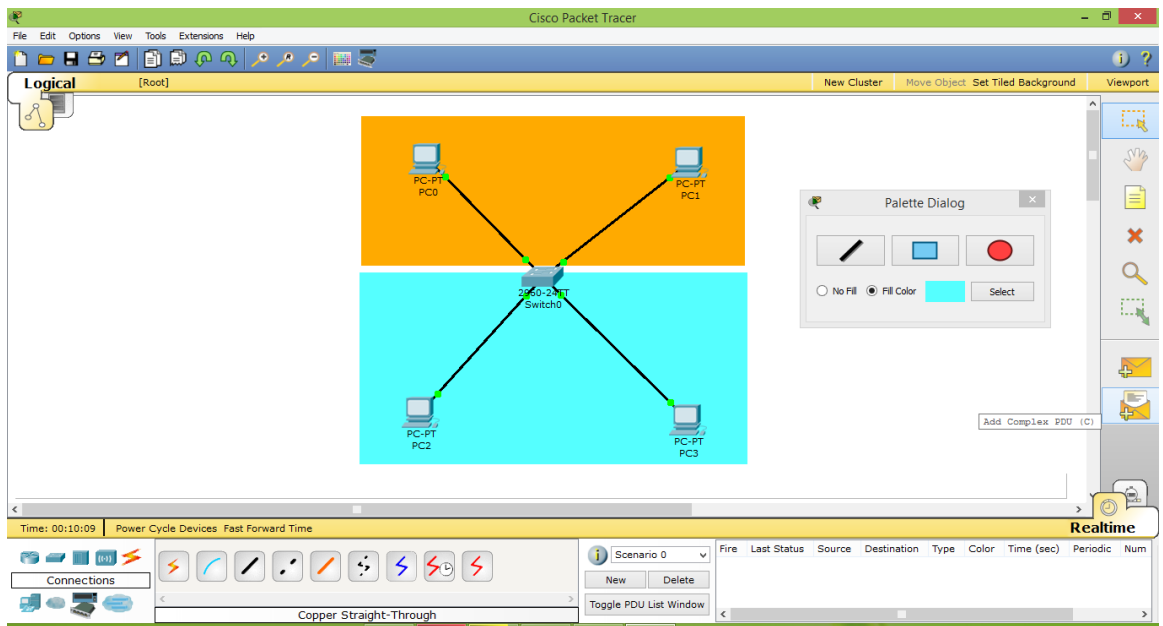 Cisco Packet Tracer
File Edit Options View Tools Extensions Help
Logical [Root] New Cluster Move Object Set Tiled Background Viewport
PC-PT
PC0
PC-PT
PC1
2960-24TT
Switch0
PC-PT
PC2
PC-PT
PC3
Palette Dialog
No Fill Fill Color Select
Add Complex PDU (C)
Time: 00:10:09 Power Cycle Devices Fast Forward Time Realtime
Connections
Copper Straight-Through
Scenario 0
New Delete
Toggle PDU List Window
Fire Last Status Source Destination Type Color Time (sec) Periodic Num